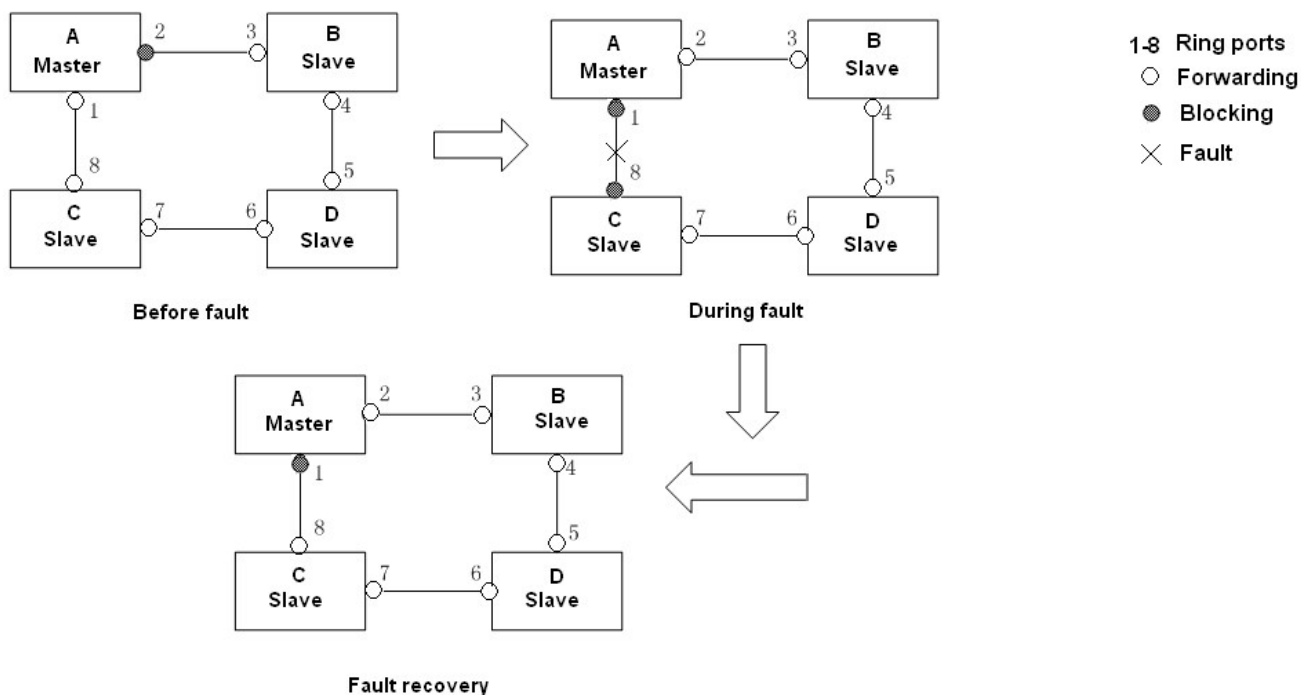 A
Master
2
3
B
Slave
1
4
8
5
C
Slave
7
6
D
Slave
Before fault
A
Master
2
3
B
Slave
1
4
8
5
C
Slave
7
6
D
Slave
During fault
1-8 Ring ports
Forwarding
Blocking
Fault
A
Master
2
3
B
Slave
1
4
8
5
C
Slave
7
6
D
Slave
Fault recovery